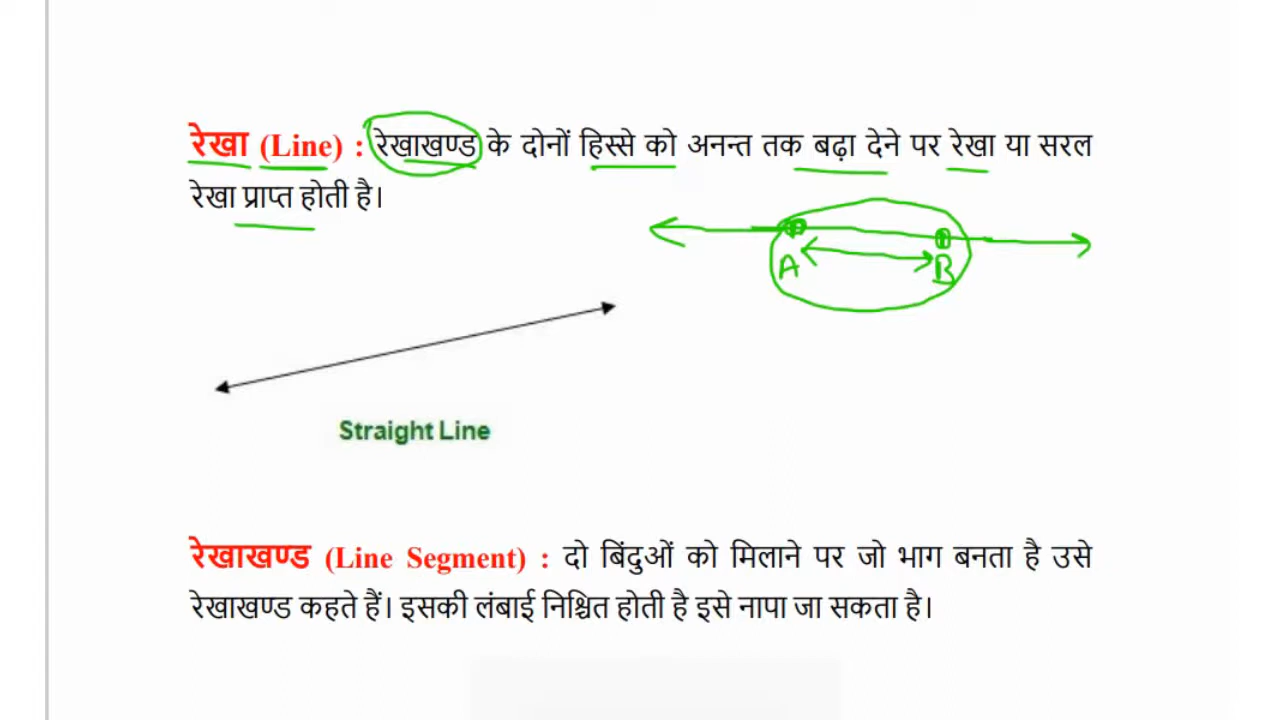 रेखा (Line) : रेखाखण्ड के दोनों हिस्से को अनन्त तक बढ़ा देने पर रेखा या सरल
रेखा प्राप्त होती है।
A B
Straight Line
रेखाखण्ड (Line Segment) : दो बिंदुओं को मिलाने पर जो भाग बनता है उसे
रेखाखण्ड कहते हैं। इसकी लंबाई निश्चित होती है इसे नापा जा सकता है।